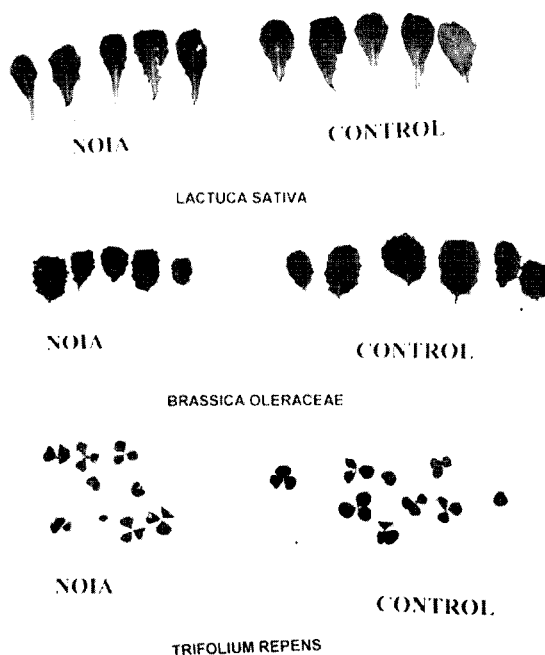 NOIA CONTROL
LACTUCA SATIVA
NOIA CONTROL
BRASSICA OLERACEAE
NOIA CONTROL
TRIFOLIUM REPENS